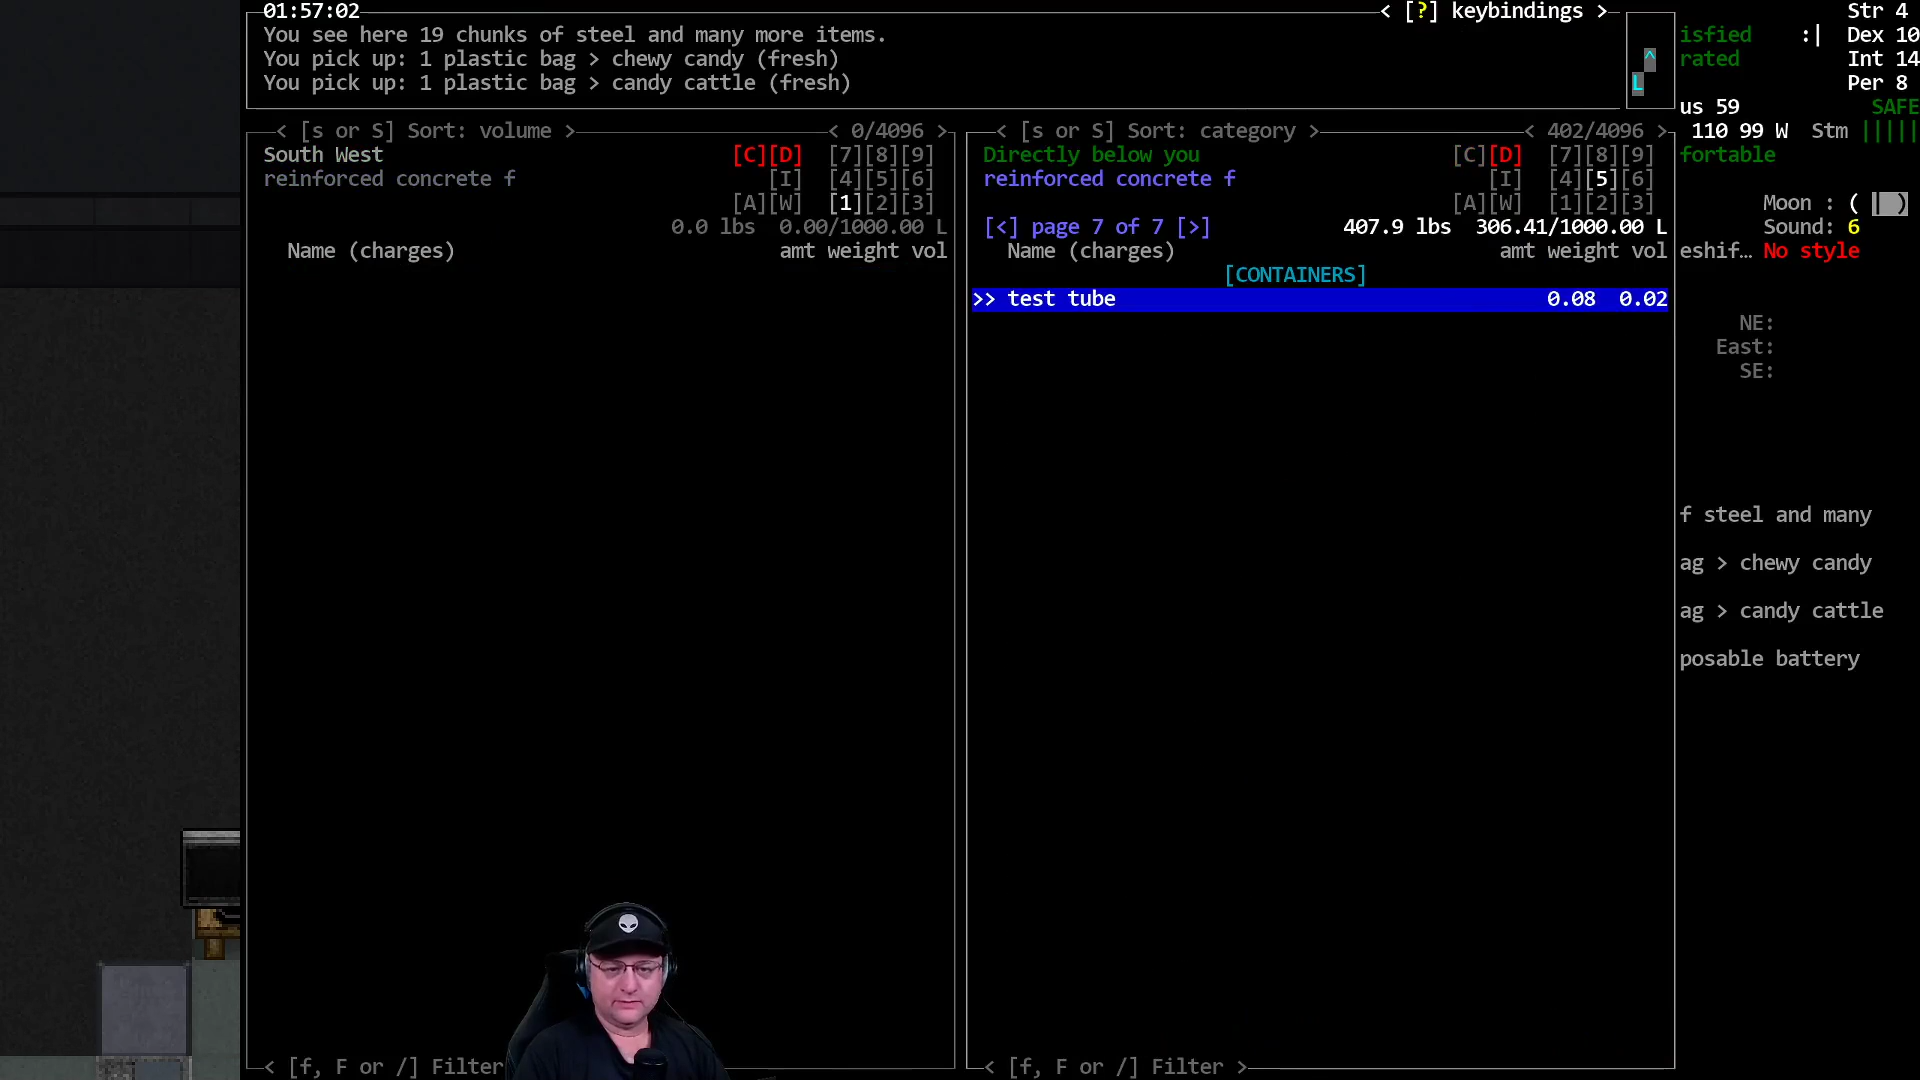 01:57:02
< [?] keybindings >
You see here 19 chunks of steel and many more items.
You pick up: 1 plastic bag > chewy candy (fresh)
You pick up: 1 plastic bag > candy cattle (fresh)
^
L
< [s or S] Sort: volume >
< 0/4096 >
South West
[C][D] [7][8][9]
reinforced concrete f
[I] [4][5][6]
[A][W] [1][2][3]
0.0 lbs 0.00/1000.00 L
Name (charges)
amt weight vol
< [f, F or /] Filter
< [s or S] Sort: category >
< 402/4096 >
Directly below you
[C][D] [7][8][9]
reinforced concrete f
[I] [4][5][6]
[A][W] [1][2][3]
[<] page 7 of 7 [>]
407.9 lbs 306.41/1000.00 L
Name (charges)
amt weight vol
[CONTAINERS]
>> test tube 0.08 0.02
< [f, F or /] Filter >
Str 4
isfied :| Dex 10
rated Int 14
Per 8
us 59 SAFE
110 99 W Stm |||||
fortable
Moon : ( | )
Sound: 6
eshif… No style
NE:
East:
SE:
f steel and many
ag > chewy candy
ag > candy cattle
posable battery